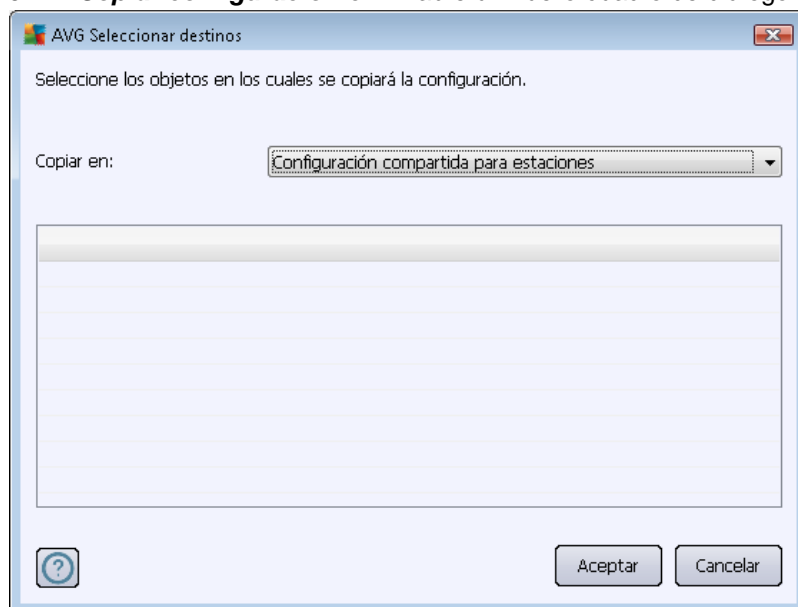 AVG Seleccionar destinos
Seleccione los objetos en los cuales se copiará la configuración.
Copiar en:
Configuración compartida para estaciones
Aceptar
Cancelar